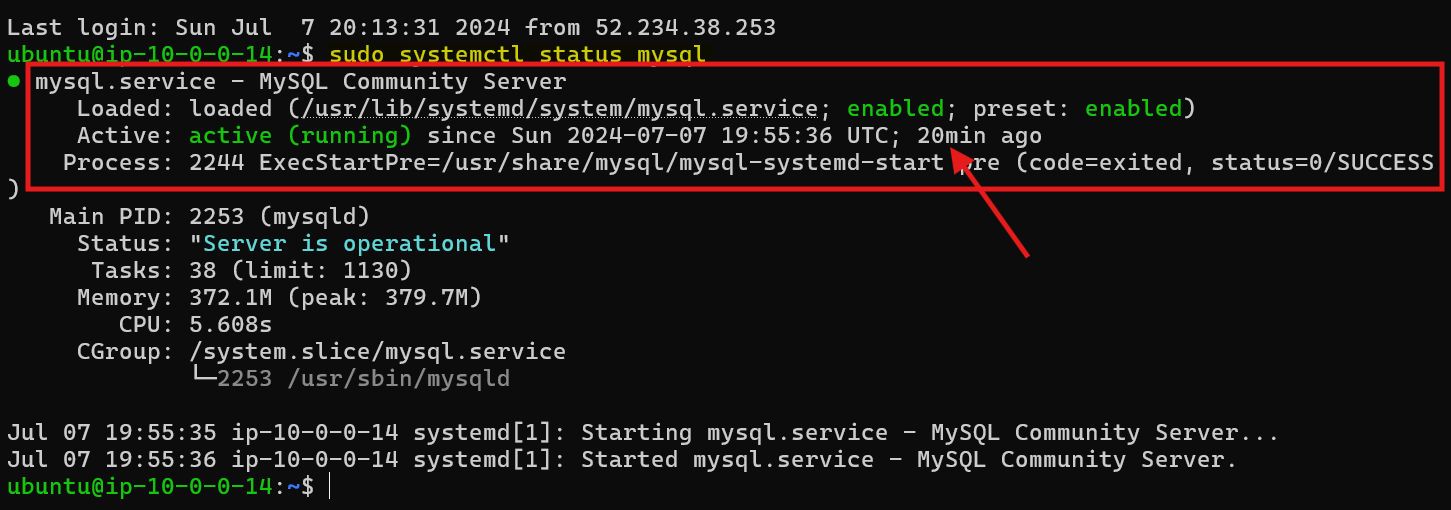 Last login: Sun Jul  7 20:13:31 2024 from 52.234.38.253
ubuntu@ip-10-0-0-14:~$ sudo systemctl status mysql
● mysql.service - MySQL Community Server
     Loaded: loaded (/usr/lib/systemd/system/mysql.service; enabled; preset: enabled)
     Active: active (running) since Sun 2024-07-07 19:55:36 UTC; 20min ago
    Process: 2244 ExecStartPre=/usr/share/mysql/mysql-systemd-start pre (code=exited, status=0/SUCCESS
)
   Main PID: 2253 (mysqld)
     Status: "Server is operational"
      Tasks: 38 (limit: 1130)
     Memory: 372.1M (peak: 379.7M)
        CPU: 5.608s
     CGroup: /system.slice/mysql.service
             └─2253 /usr/sbin/mysqld
Jul 07 19:55:35 ip-10-0-0-14 systemd[1]: Starting mysql.service - MySQL Community Server...
Jul 07 19:55:36 ip-10-0-0-14 systemd[1]: Started mysql.service - MySQL Community Server.
ubuntu@ip-10-0-0-14:~$